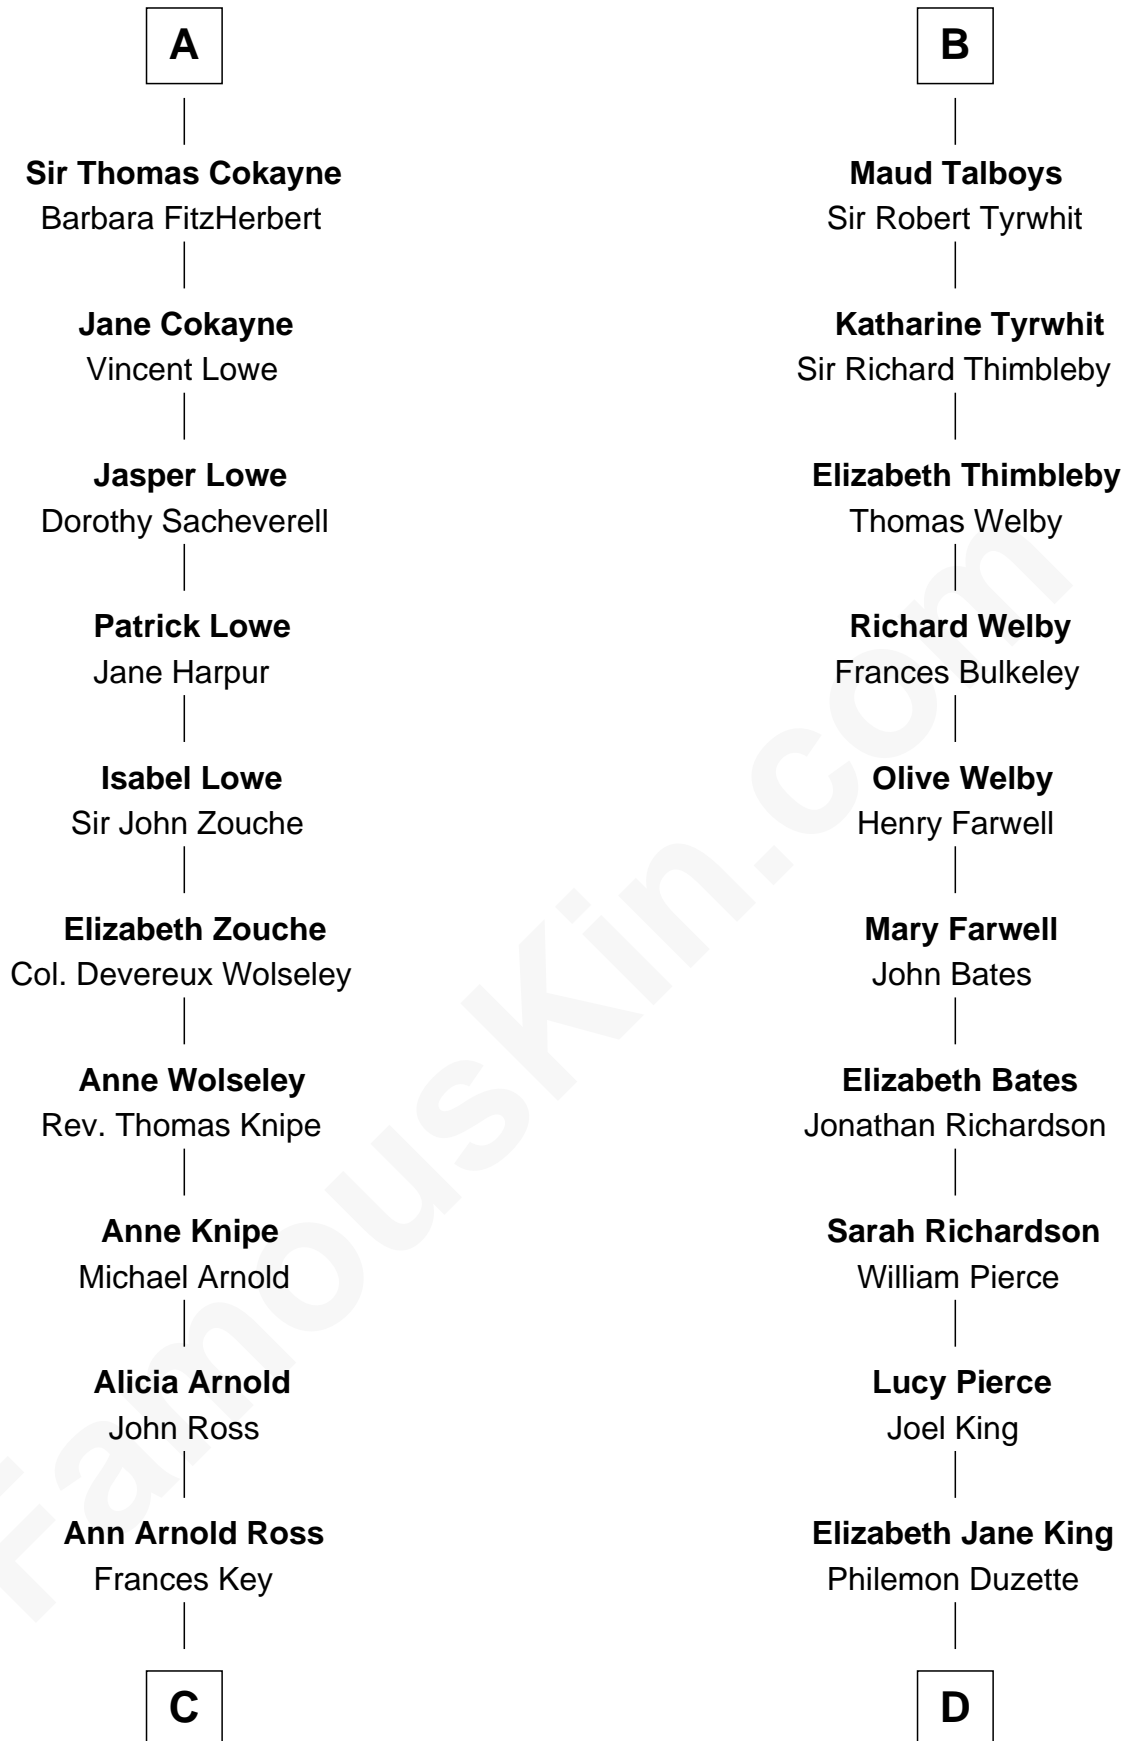 A
Sir Thomas Cokayne
Barbara FitzHerbert
Jane Cokayne
Vincent Lowe
Jasper Lowe
Dorothy Sacheverell
Patrick Lowe
Jane Harpur
Isabel Lowe
Sir John Zouche
Elizabeth Zouche
Col. Devereux Wolseley
Anne Wolseley
Rev. Thomas Knipe
Anne Knipe
Michael Arnold
Alicia Arnold
John Ross
Ann Arnold Ross
Frances Key
C
B
Maud Talboys
Sir Robert Tyrwhit
Katharine Tyrwhit
Sir Richard Thimbleby
Elizabeth Thimbleby
Thomas Welby
Richard Welby
Frances Bulkeley
Olive Welby
Henry Farwell
Mary Farwell
John Bates
Elizabeth Bates
Jonathan Richardson
Sarah Richardson
William Pierce
Lucy Pierce
Joel King
Elizabeth Jane King
Philemon Duzette
D
FamousKin.com